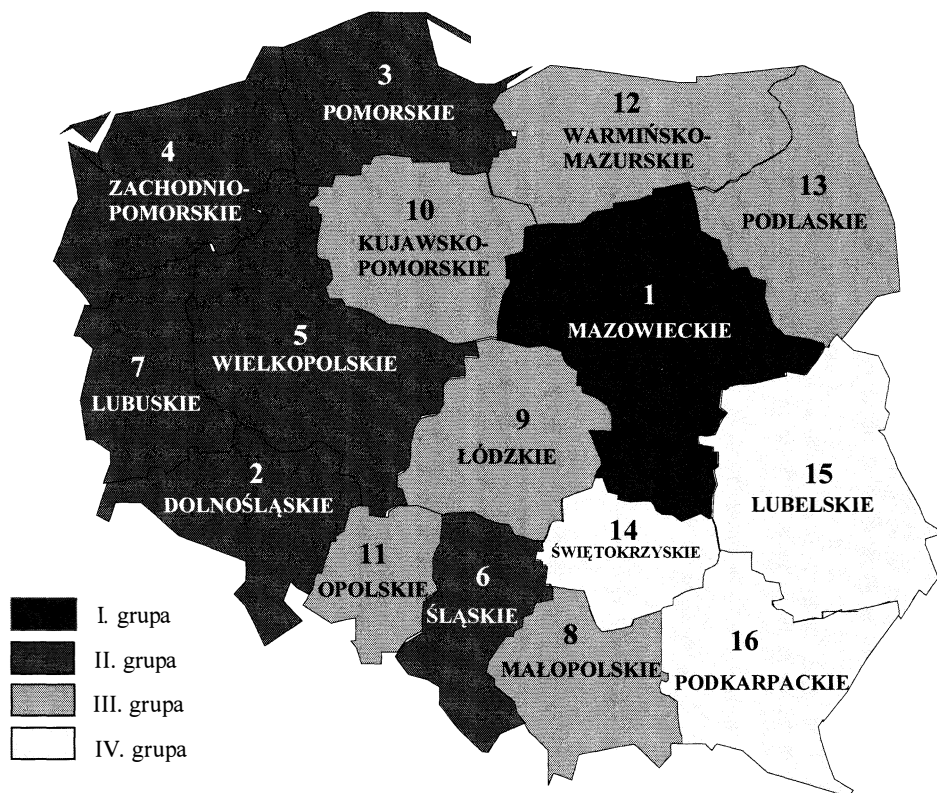 3
POMORSKIE
12
WARMIŃSKO-
MAZURSKIE
4
ZACHODNIO-
POMORSKIE
13
PODLASKIE
10
KUJAWSKO-
POMORSKIE
1
MAZOWIECKIE
5
WIELKOPOLSKIE
7
LUBUSKIE
9
ŁÓDZKIE
2
DOLNOŚLĄSKIE
15
LUBELSKIE
14
ŚWIĘTOKRZYSKIE
11
OPOLSKIE
6
ŚLĄSKIE
8
MAŁOPOLSKIE
16
PODKARPACKIE
I. grupa
II. grupa
III. grupa
IV. grupa